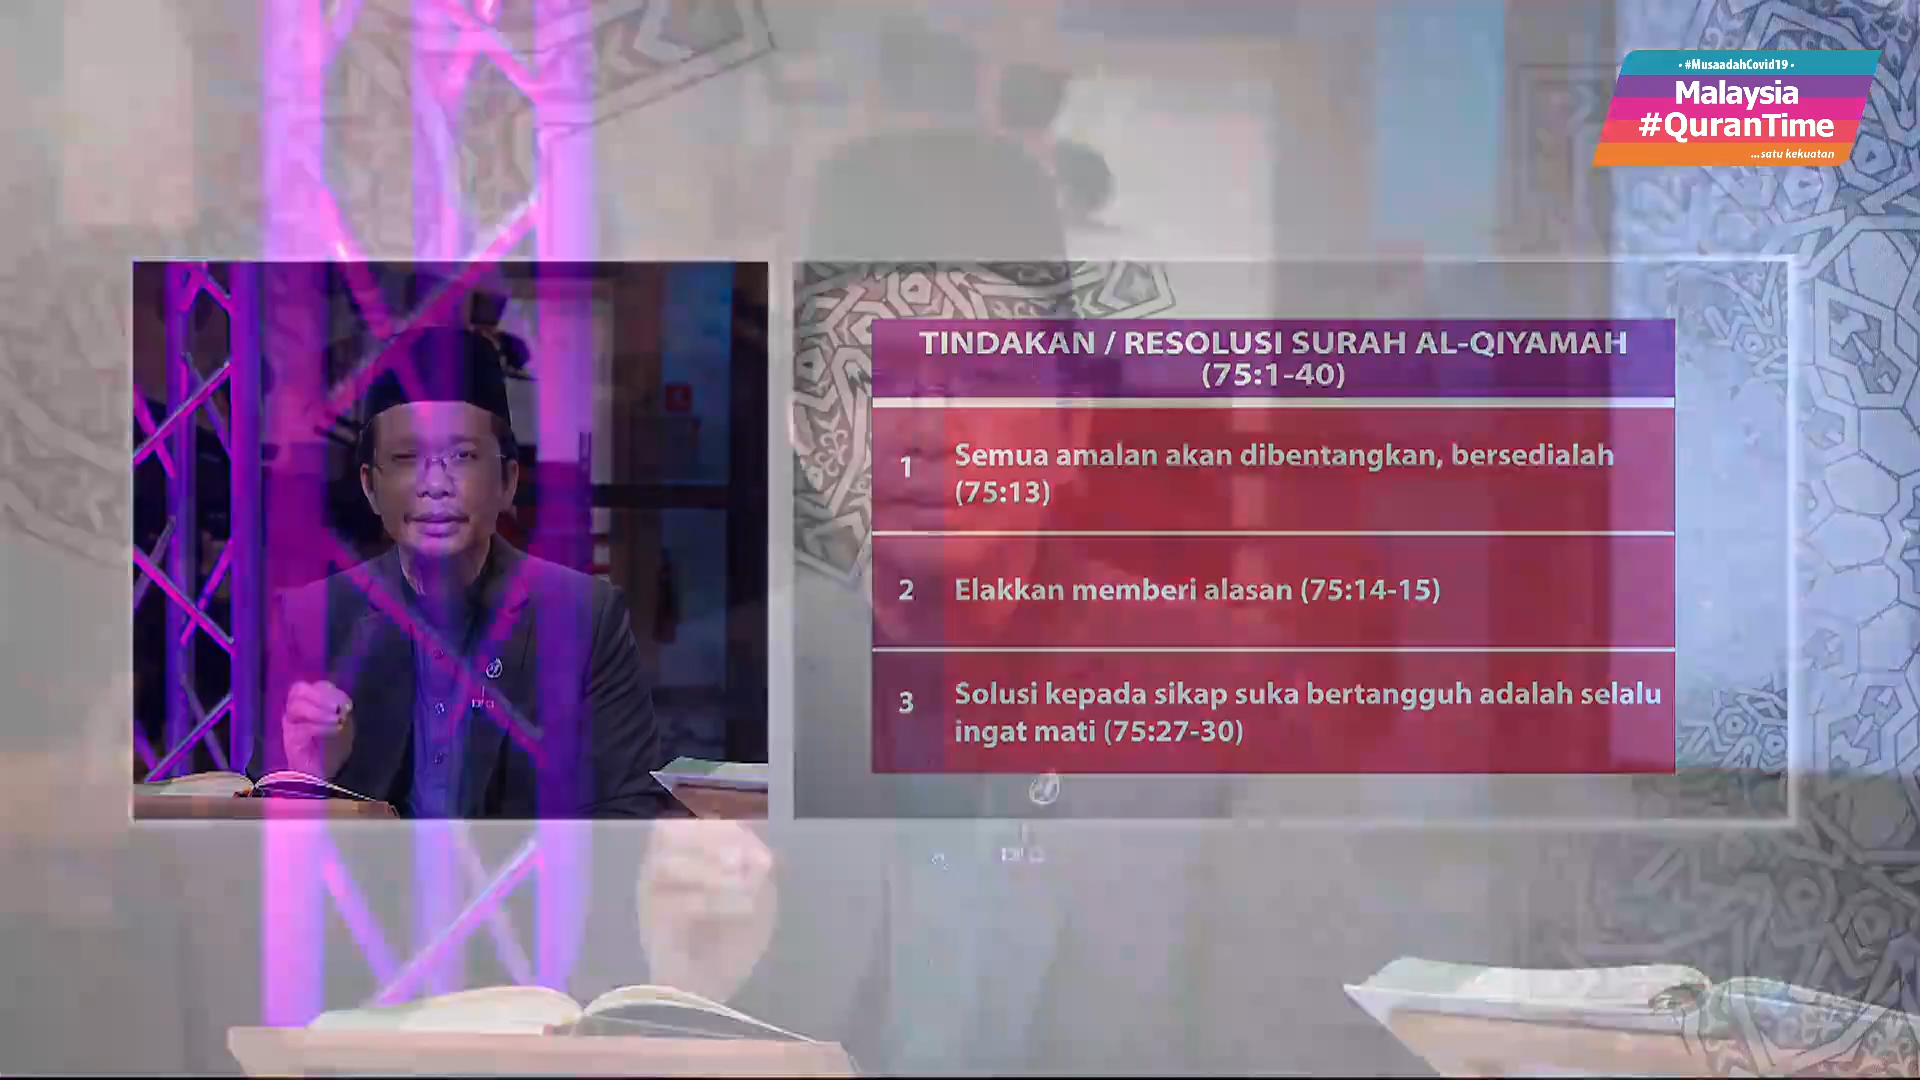 • #MusaadahCovid19 •
Malaysia
#QuranTime
...satu kekuatan
TINDAKAN / RESOLUSI SURAH AL-QIYAMAH
(75:1-40)
1
Semua amalan akan dibentangkan, bersedialah
(75:13)
2
Elakkan memberi alasan (75:14-15)
3
Solusi kepada sikap suka bertangguh adalah selalu
ingat mati (75:27-30)